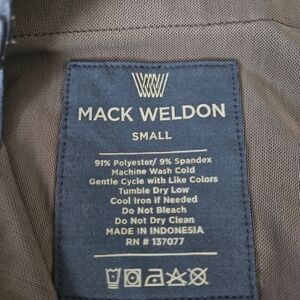 MACK WELDON
SMALL
91% Polyester/ 9% Spandex
Machine Wash Cold
Gentle Cycle with Like Colors
Tumble Dry Low
Cool Iron if Needed
Do Not Bleach
Do Not Dry Clean
MADE IN INDONESIA
RN # 137077